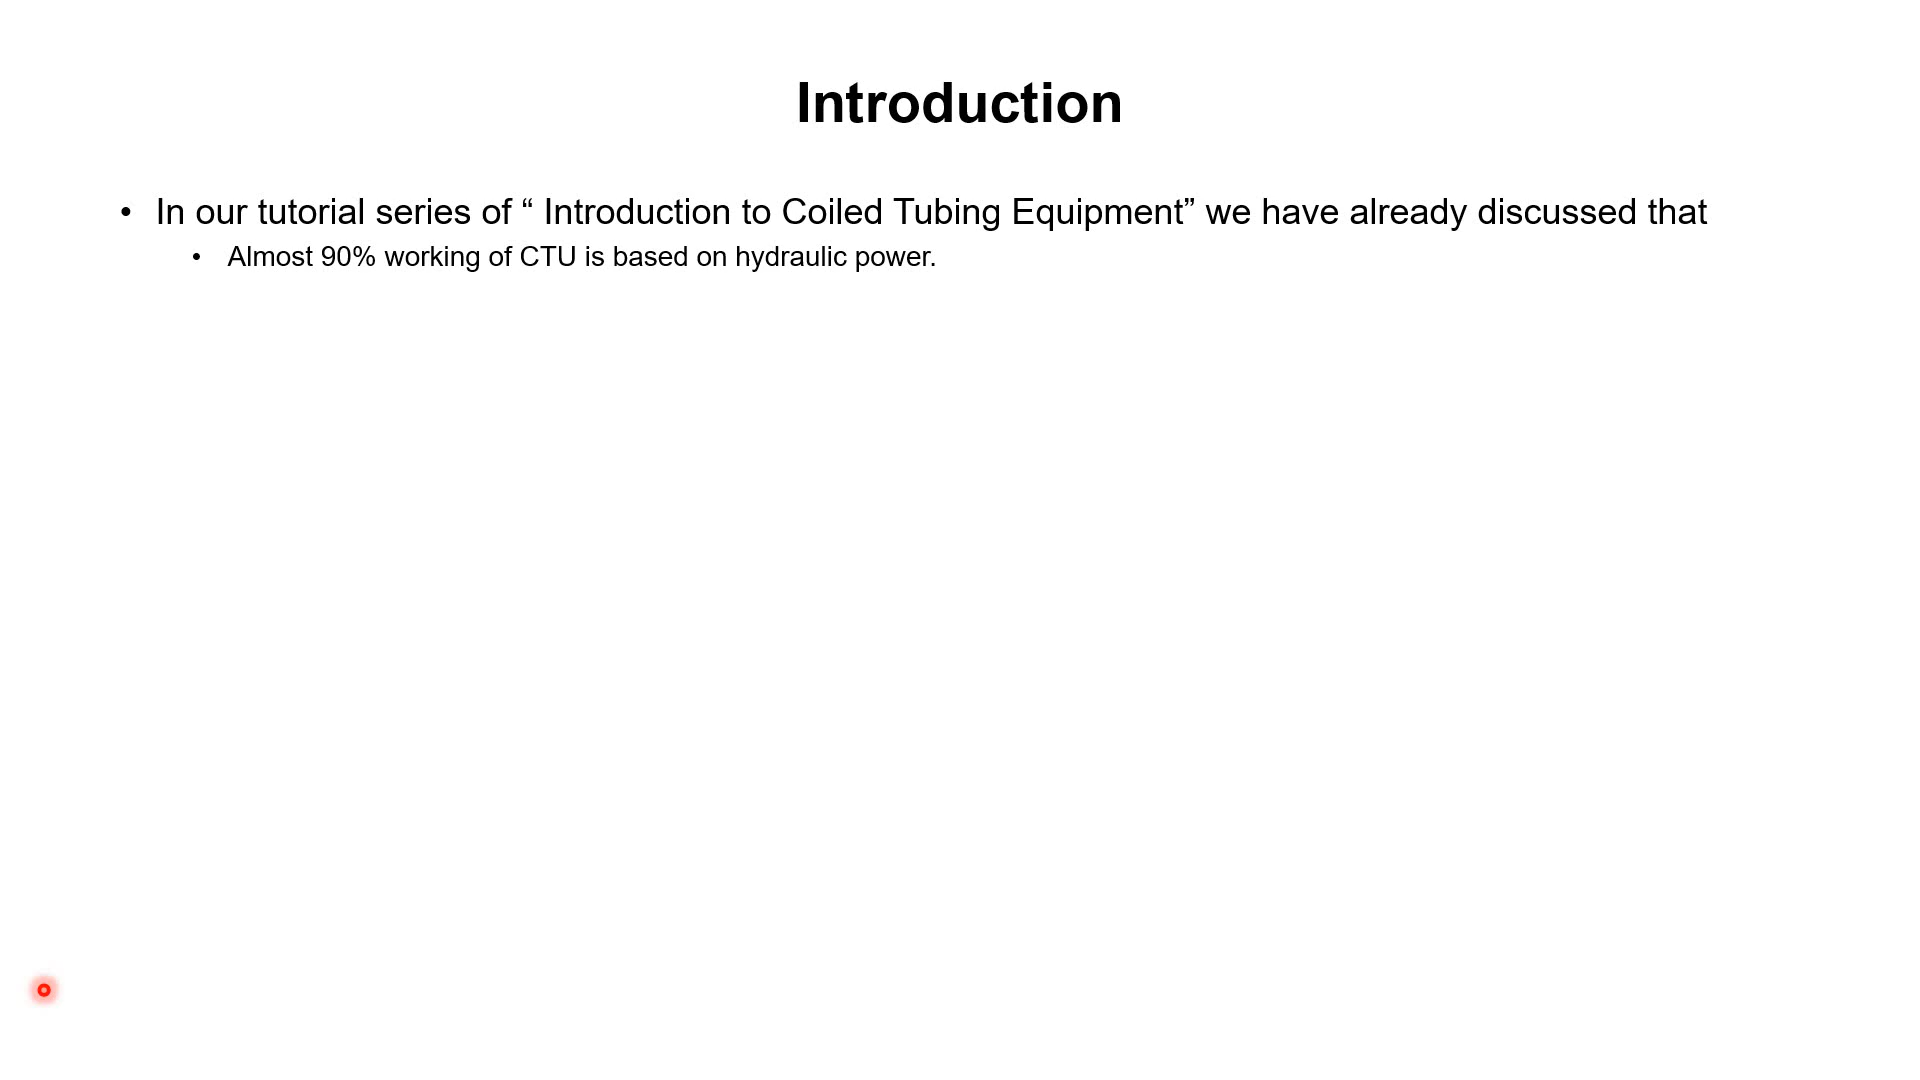 Introduction
• In our tutorial series of “ Introduction to Coiled Tubing Equipment” we have already discussed that
• Almost 90% working of CTU is based on hydraulic power.